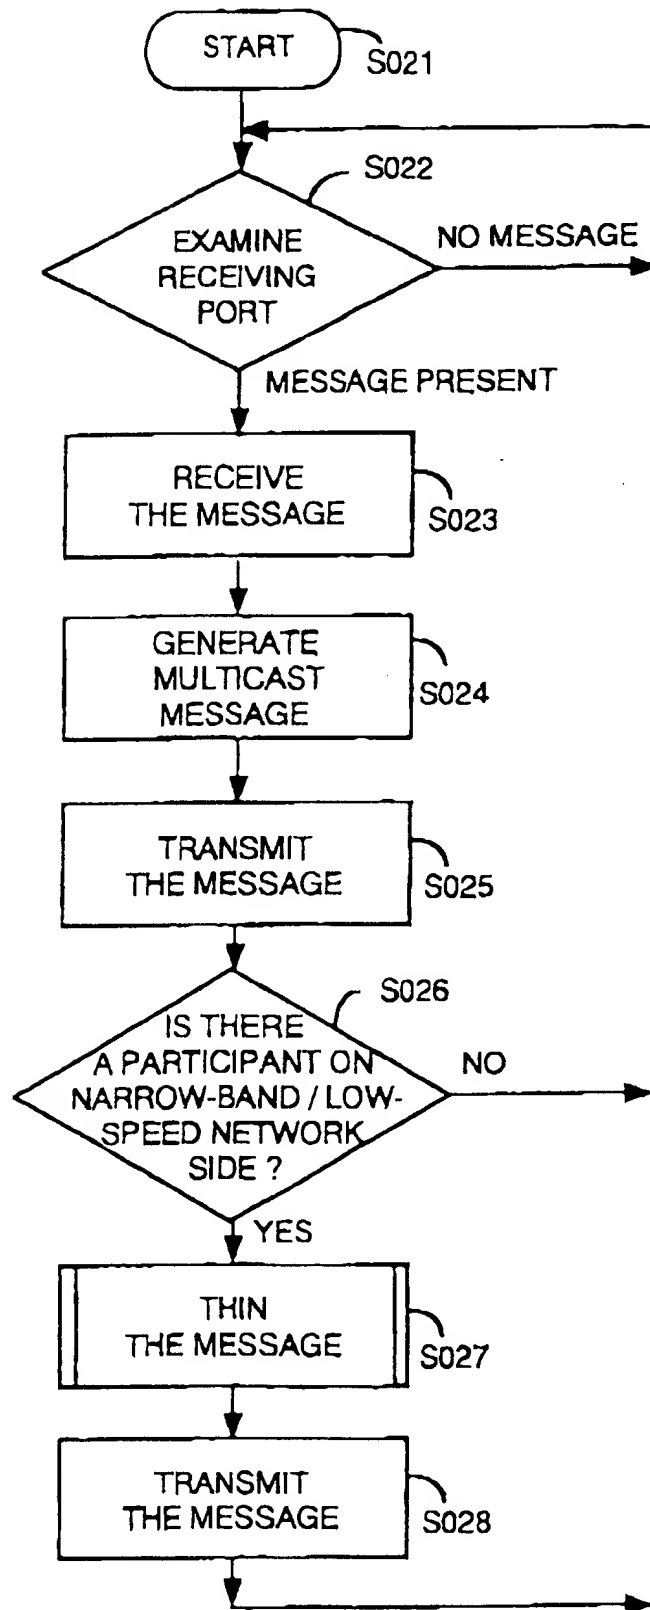 START
S021
S022
EXAMINE
RECEIVING
PORT
NO MESSAGE
MESSAGE PRESENT
RECEIVE
THE MESSAGE
S023
GENERATE
MULTICAST
MESSAGE
S024
TRANSMIT
THE MESSAGE
S025
S026
IS THERE
A PARTICIPANT ON
NARROW-BAND / LOW-
SPEED NETWORK
SIDE ?
NO
YES
THIN
THE MESSAGE
S027
TRANSMIT
THE MESSAGE
S028